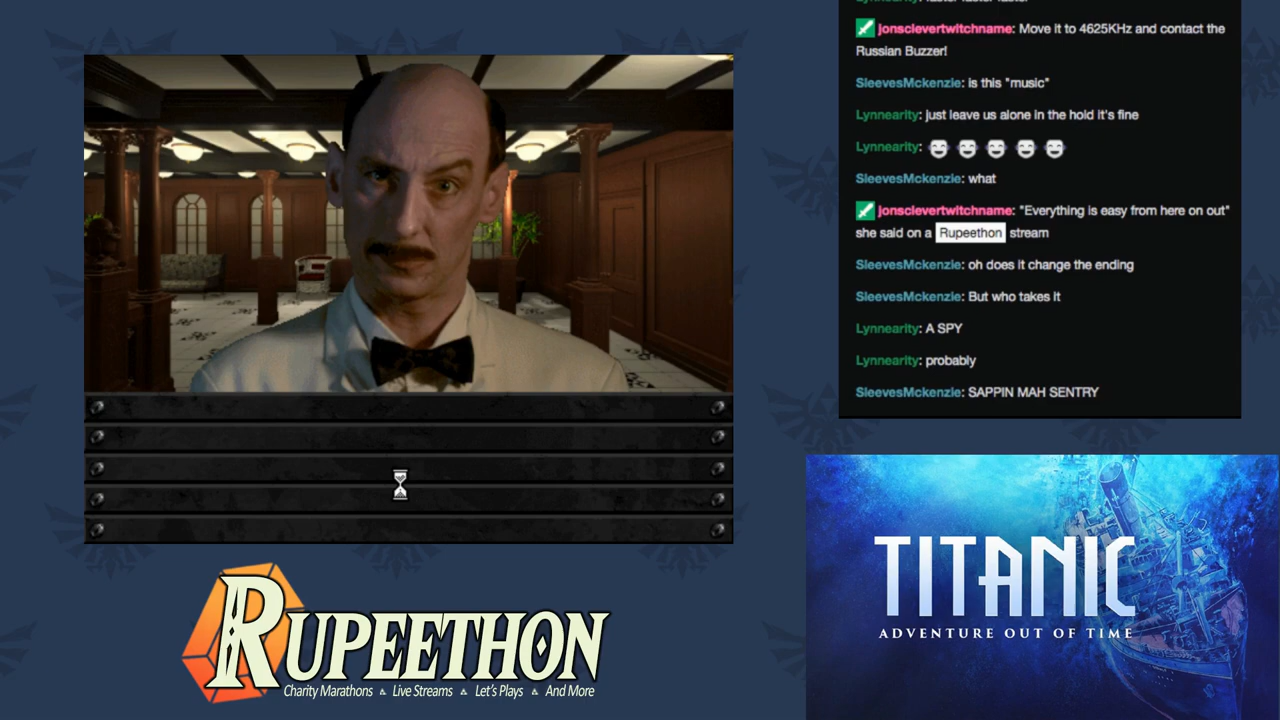 jonsclevertwitchname: Move it to 4625KHz and contact the
Russian Buzzer!
SleevesMckenzie: is this "music"
Lynnearity: just leave us alone in the hold it's fine
Lynnearity:
SleevesMckenzie: what
jonsclevertwitchname: "Everything is easy from here on out"
she said on a Rupeethon stream
SleevesMckenzie: oh does it change the ending
SleevesMckenzie: But who takes it
Lynnearity: A SPY
Lynnearity: probably
SleevesMckenzie: SAPPIN MAH SENTRY
TITANIC
ADVENTURE OUT OF TIME
RUPEETHON
Charity Marathons Live Streams Let's Plays And More